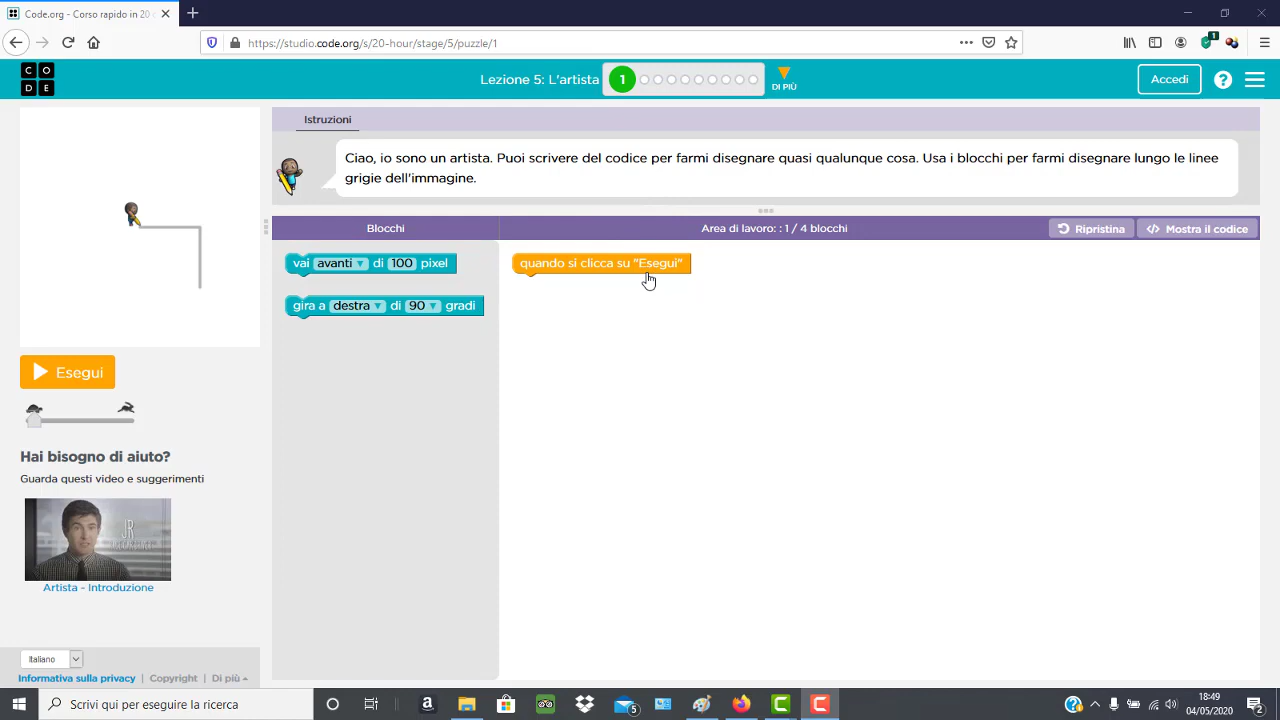 Code.org - Corso rapido in 20 o
https://studio.code.org/s/20-hour/stage/5/puzzle/1
1
C O
D E
Lezione 5: L'artista
1
DI PIÙ
Accedi
?
Istruzioni
Ciao, io sono un artista. Puoi scrivere del codice per farmi disegnare quasi qualunque cosa. Usa i blocchi per farmi disegnare lungo le linee
grigie dell'immagine.
Blocchi
Area di lavoro: : 1 / 4 blocchi
Ripristina
</> Mostra il codice
vai avanti di 100 pixel
gira a destra di 90 gradi
quando si clicca su "Esegui"
Esegui
Hai bisogno di aiuto?
Guarda questi video e suggerimenti
JR
Artista - Introduzione
Italiano
Informativa sulla privacy | Copyright | Di più
Scrivi qui per eseguire la ricerca
a
5
C
C
?
18:49
04/05/2020
2